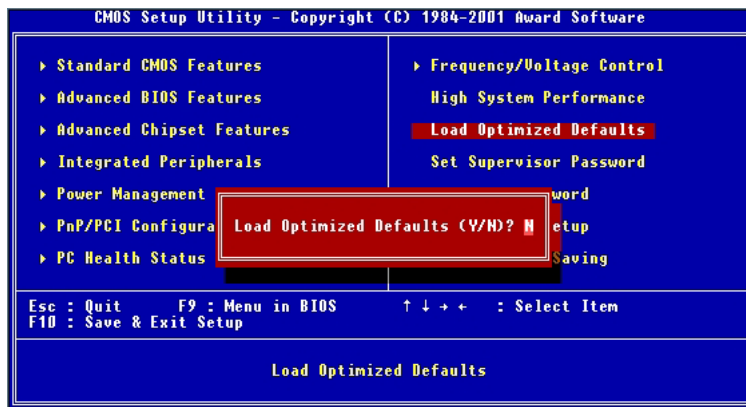 CMOS Setup Utility - Copyright (C) 1984-2001 Award Software
▸ Standard CMOS Features
▸ Advanced BIOS Features
▸ Advanced Chipset Features
▸ Integrated Peripherals
▸ Power Management
▸ PnP/PCI Configura
▸ PC Health Status
▸ Frequency/Voltage Control
High System Performance
Load Optimized Defaults
Set Supervisor Password
word
etup
Saving
Load Optimized Defaults (Y/N)? N
Esc : Quit F9 : Menu in BIOS ↑ ↓ → ← : Select Item
F10 : Save & Exit Setup
Load Optimized Defaults